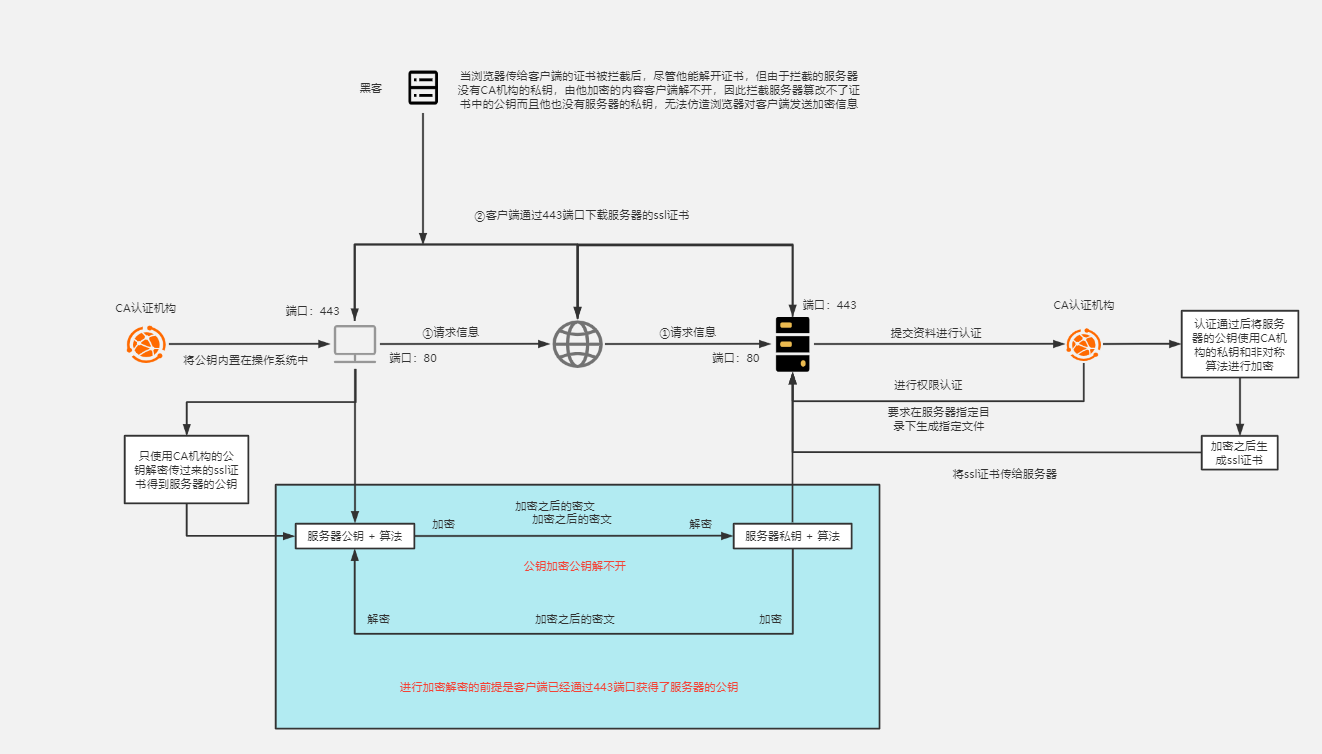 黑客
当浏览器传给客户端的证书被拦截后，尽管他能解开证书，但由于拦截的服务器
没有CA机构的私钥，由他加密的内容客户端解不开，因此拦截服务器篡改不了证
书中的公钥而且他也没有服务器的私钥，无法仿造浏览器对客户端发送加密信息
②客户端通过443端口下载服务器的ssl证书
CA认证机构
端口：443
端口：443
CA认证机构
将公钥内置在操作系统中
①请求信息
端口：80
①请求信息
端口：80
提交资料进行认证
认证通过后将服务
器的公钥使用CA机
构的私钥和非对称
算法进行加密
进行权限认证
要求在服务器指定目
录下生成指定文件
加密之后生
成ssl证书
将ssl证书传给服务器
只使用CA机构的公
钥解密传过来的ssl证
书得到服务器的公钥
加密之后的密文
加密之后的密文
加密
解密
服务器公钥 + 算法
服务器私钥 + 算法
公钥加密公钥解不开
解密
加密之后的密文
加密
进行加密解密的前提是客户端已经通过443端口获得了服务器的公钥